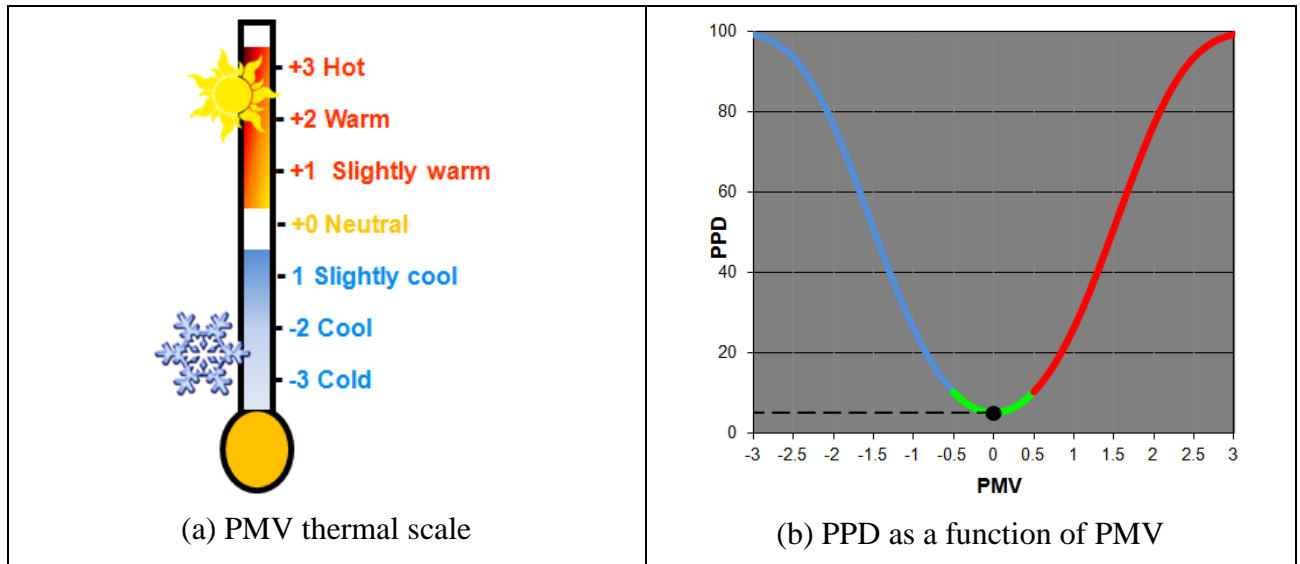 +3 Hot
+2 Warm
+1 Slightly warm
+0 Neutral
1 Slightly cool
-2 Cool
-3 Cold
(a) PMV thermal scale
100
80
60
40
20
0
PPD
-3 -2.5 -2 -1.5 -1 -0.5 0 0.5 1 1.5 2 2.5 3
PMV
(b) PPD as a function of PMV